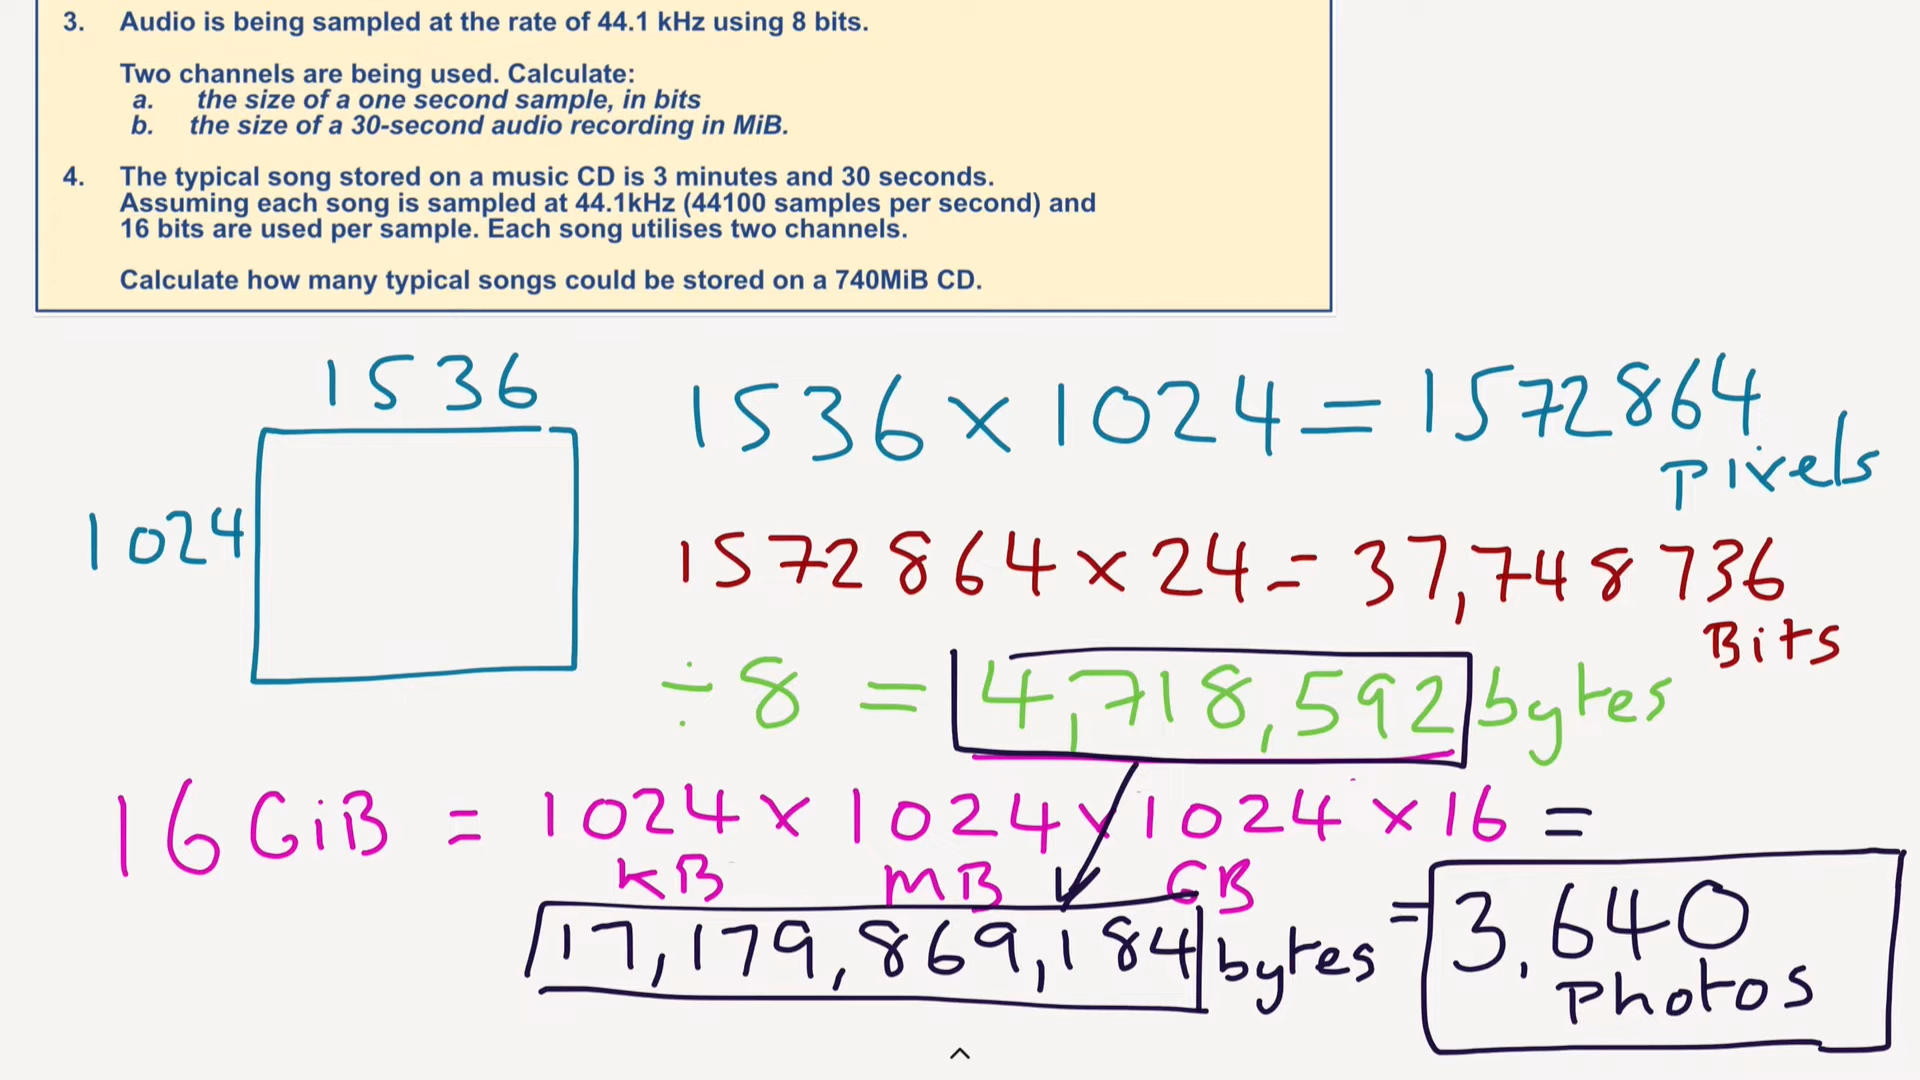 3. Audio is being sampled at the rate of 44.1 kHz using 8 bits.
Two channels are being used. Calculate:
a. the size of a one second sample, in bits
b. the size of a 30-second audio recording in MiB.
4. The typical song stored on a music CD is 3 minutes and 30 seconds.
Assuming each song is sampled at 44.1kHz (44100 samples per second) and
16 bits are used per sample. Each song utilises two channels.
Calculate how many typical songs could be stored on a 740MiB CD.
1536
1024
1536 x 1024 = 1572864
Pixels
1572864 x 24 = 37,748 736
Bits
÷ 8 = 4,718,592 bytes
16 GiB = 1024 x 1024 x 1024 x 16 =
KB MB GB
17,179,869,184 bytes = 3,640
Photos